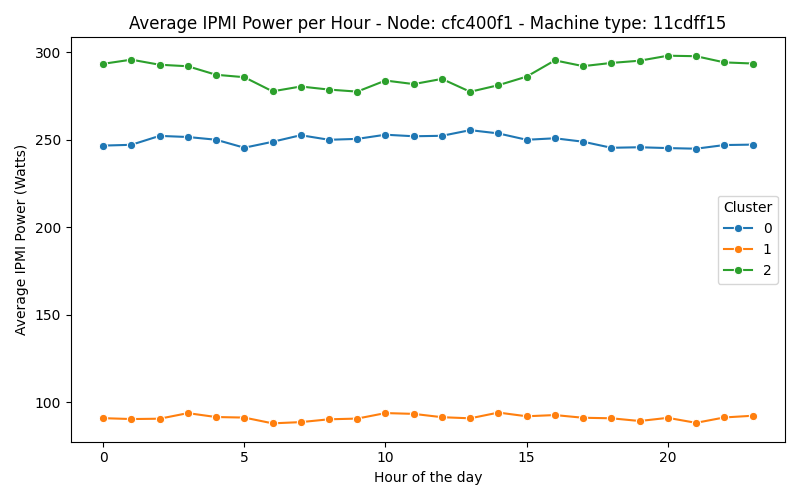 Average IPMI Power per Hour - Node: cfc400f1 - Machine type: 11cdff15
300
250
200
150
100
Average IPMI Power (Watts)
Cluster
0
1
2
0 5 10 15 20
Hour of the day